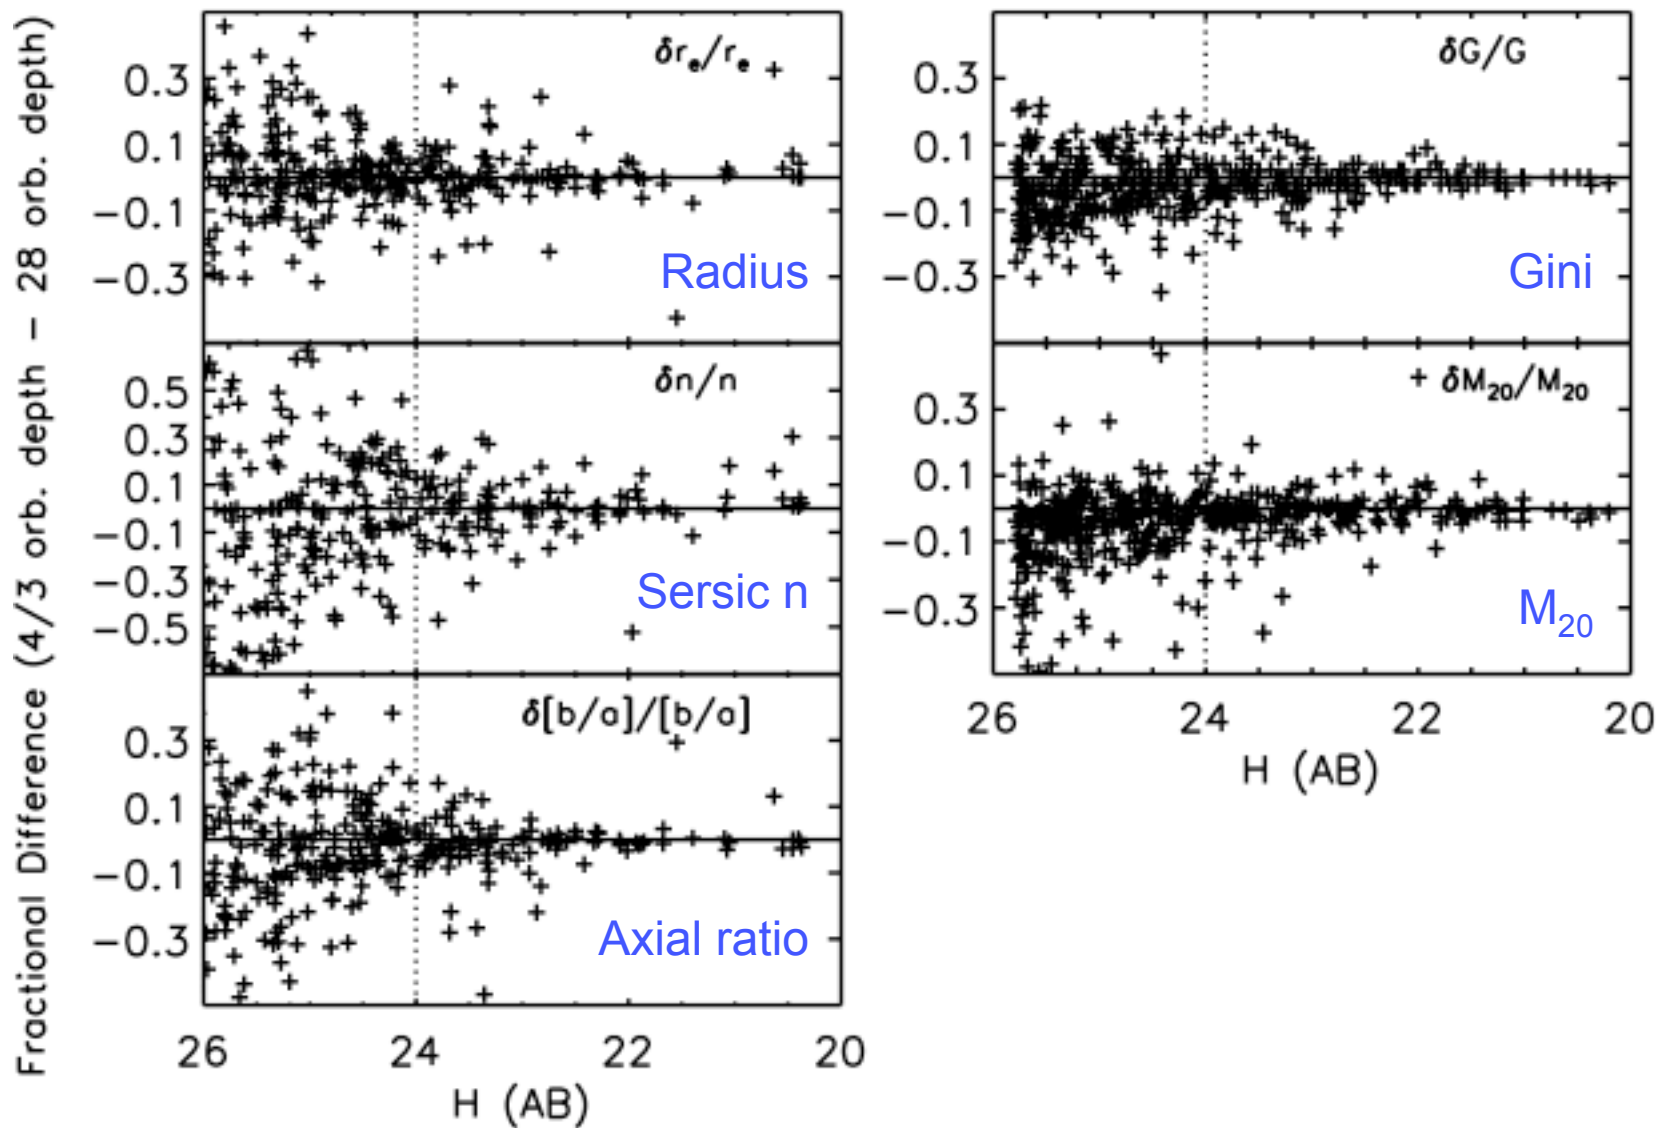 Fractional Difference (4/3 orb. depth − 28 orb. depth)
δr_e/r_e
0.3
0.1
−0.1
−0.3
Radius
δn/n
0.5
0.3
0.1
−0.1
−0.3
−0.5
Sersic n
δ[b/a]/[b/a]
0.3
0.1
−0.1
−0.3
Axial ratio
26 24 22 20
H (AB)
δG/G
0.3
0.1
−0.1
−0.3
Gini
δM₂₀/M₂₀
0.3
0.1
−0.1
−0.3
M₂₀
26 24 22 20
H (AB)